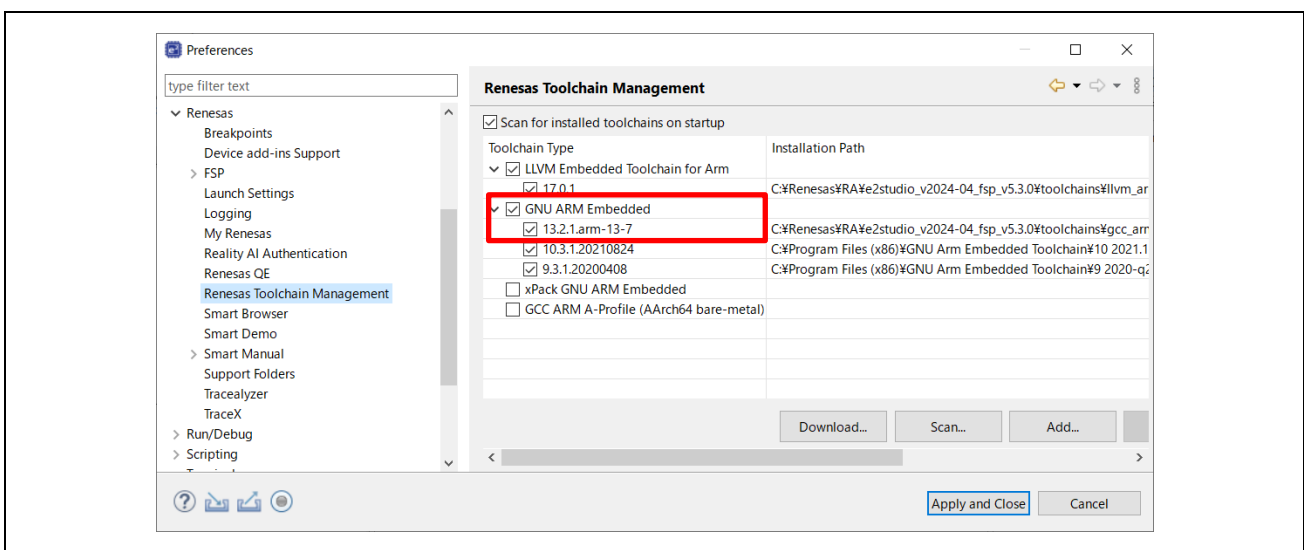 Preferences
type filter text
Renesas
Breakpoints
Device add-ins Support
FSP
Launch Settings
Logging
My Renesas
Reality AI Authentication
Renesas QE
Renesas Toolchain Management
Smart Browser
Smart Demo
Smart Manual
Support Folders
Tracealyzer
TraceX
Run/Debug
Scripting
Renesas Toolchain Management
Scan for installed toolchains on startup
Toolchain Type Installation Path
LLVM Embedded Toolchain for Arm
17.0.1 C:¥Renesas¥RA¥e2studio_v2024-04_fsp_v5.3.0¥toolchains¥llvm_ar
GNU ARM Embedded
13.2.1.arm-13-7 C:¥Renesas¥RA¥e2studio_v2024-04_fsp_v5.3.0¥toolchains¥gcc_arm
10.3.1.20210824 C:¥Program Files (x86)¥GNU Arm Embedded Toolchain¥10 2021.1
9.3.1.20200408 C:¥Program Files (x86)¥GNU Arm Embedded Toolchain¥9 2020-q2
xPack GNU ARM Embedded
GCC ARM A-Profile (AArch64 bare-metal)
Download... Scan... Add...
Apply and Close Cancel